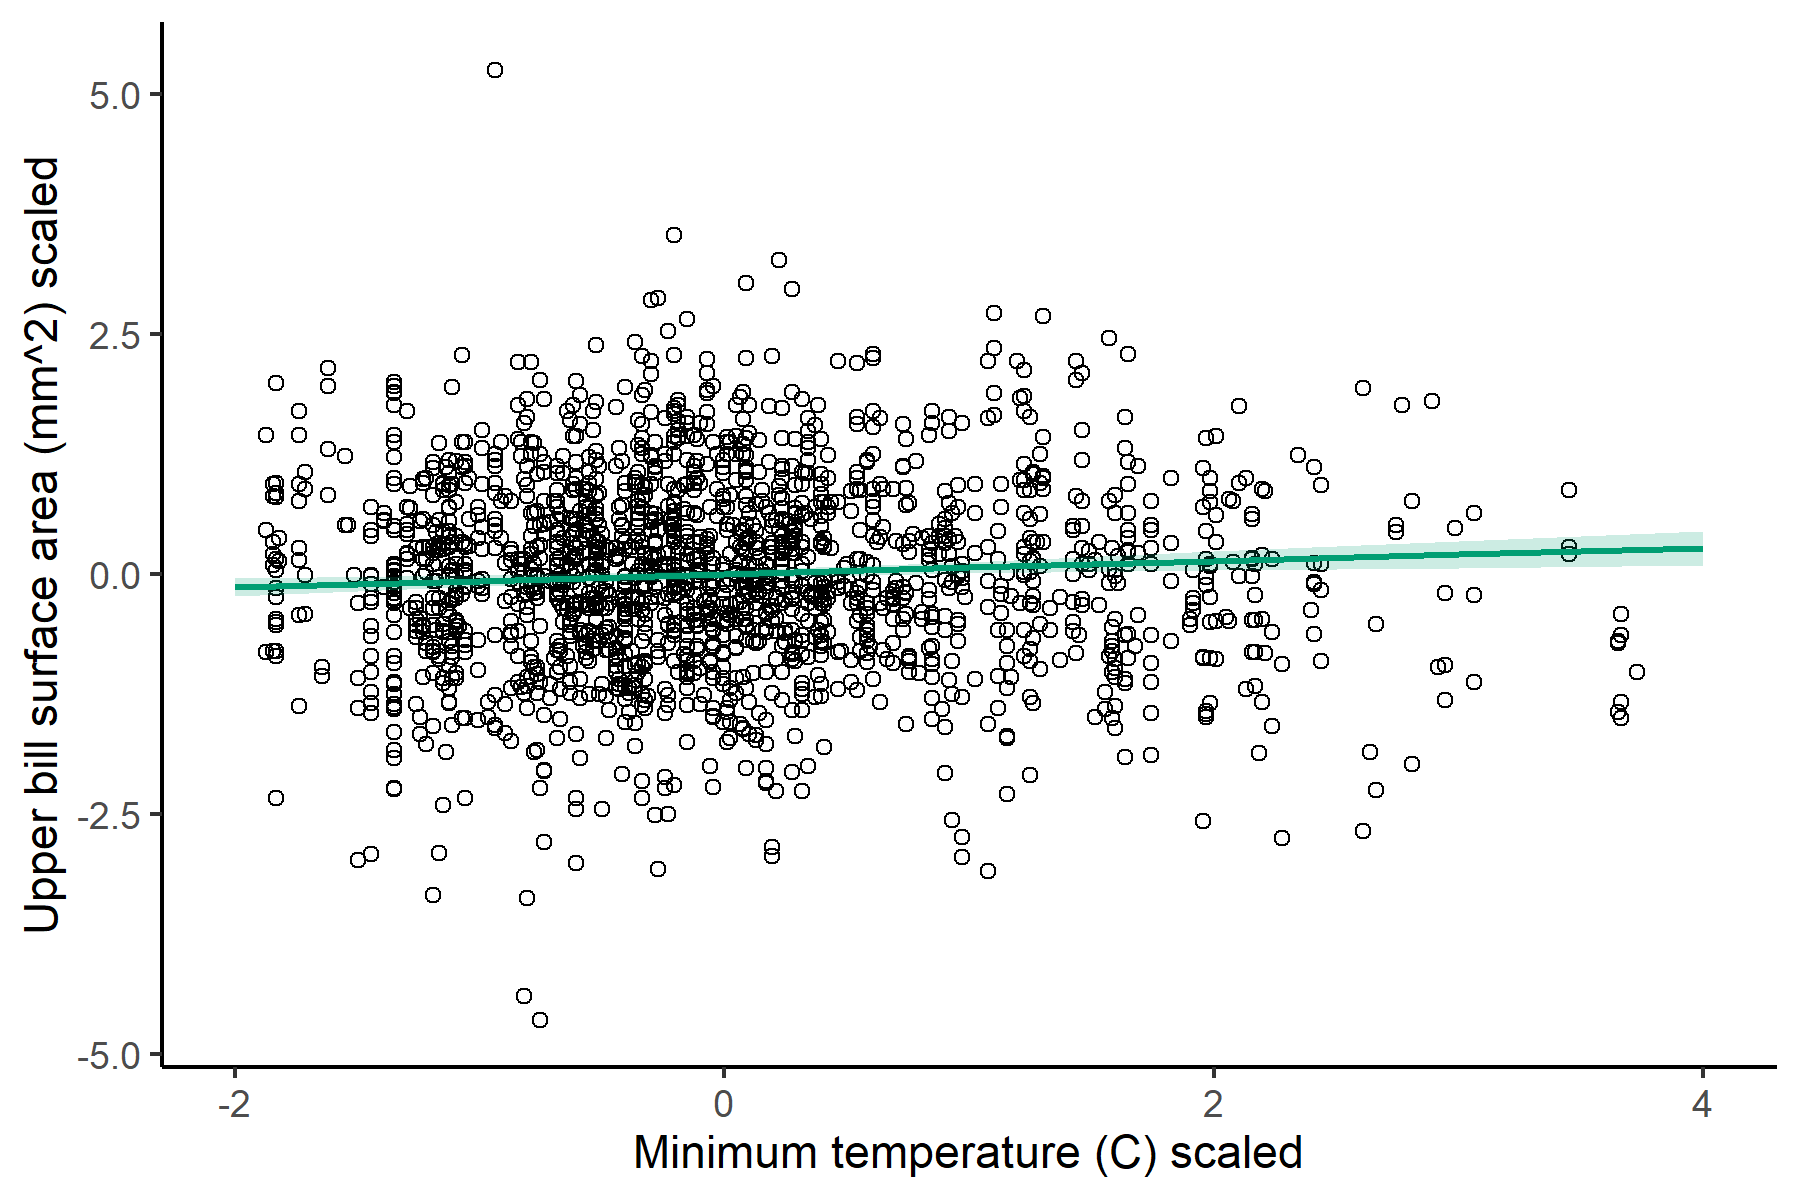 Upper bill surface area (mm^2) scaled
5.0
2.5
0.0
-2.5
-5.0
-2 0 2 4
Minimum temperature (C) scaled